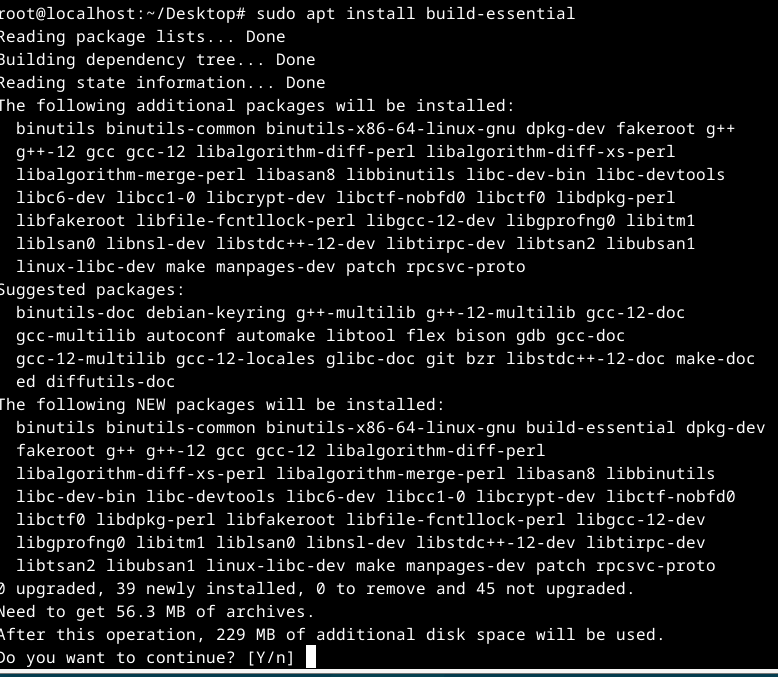 root@localhost:~/Desktop# sudo apt install build-essential
Reading package lists... Done
Building dependency tree... Done
Reading state information... Done
The following additional packages will be installed:
  binutils binutils-common binutils-x86-64-linux-gnu dpkg-dev fakeroot g++
  g++-12 gcc gcc-12 libalgorithm-diff-perl libalgorithm-diff-xs-perl
  libalgorithm-merge-perl libasan8 libbinutils libc-dev-bin libc-devtools
  libc6-dev libcc1-0 libcrypt-dev libctf-nobfd0 libctf0 libdpkg-perl
  libfakeroot libfile-fcntllock-perl libgcc-12-dev libgprofng0 libitm1
  liblsan0 libnsl-dev libstdc++-12-dev libtirpc-dev libtsan2 libubsan1
  linux-libc-dev make manpages-dev patch rpcsvc-proto
Suggested packages:
  binutils-doc debian-keyring g++-multilib g++-12-multilib gcc-12-doc
  gcc-multilib autoconf automake libtool flex bison gdb gcc-doc
  gcc-12-multilib gcc-12-locales glibc-doc git bzr libstdc++-12-doc make-doc
  ed diffutils-doc
The following NEW packages will be installed:
  binutils binutils-common binutils-x86-64-linux-gnu build-essential dpkg-dev
  fakeroot g++ g++-12 gcc gcc-12 libalgorithm-diff-perl
  libalgorithm-diff-xs-perl libalgorithm-merge-perl libasan8 libbinutils
  libc-dev-bin libc-devtools libc6-dev libcc1-0 libcrypt-dev libctf-nobfd0
  libctf0 libdpkg-perl libfakeroot libfile-fcntllock-perl libgcc-12-dev
  libgprofng0 libitm1 liblsan0 libnsl-dev libstdc++-12-dev libtirpc-dev
  libtsan2 libubsan1 linux-libc-dev make manpages-dev patch rpcsvc-proto
0 upgraded, 39 newly installed, 0 to remove and 45 not upgraded.
Need to get 56.3 MB of archives.
After this operation, 229 MB of additional disk space will be used.
Do you want to continue? [Y/n]